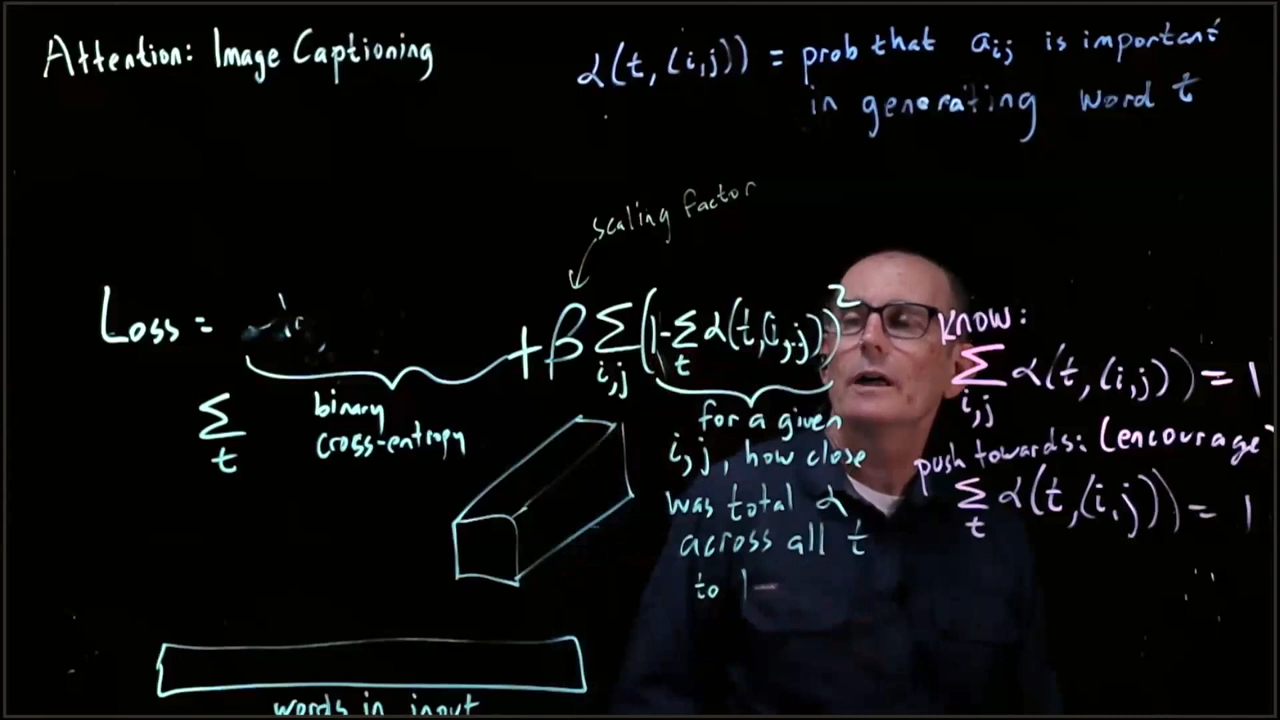 Attention: Image Captioning
α(t, (i,j)) = prob that a_ij is important
in generating word t
scaling factor
Loss =
+ β Σ_i,j (1 - Σ_t α(t,(i,j)))²
Σ_t
binary
cross-entropy
for a given
i,j, how close
was total α
across all t
to 1
know:
Σ_i,j α(t,(i,j)) = 1
push towards: (encourage
Σ_t α(t,(i,j)) = 1
words in input